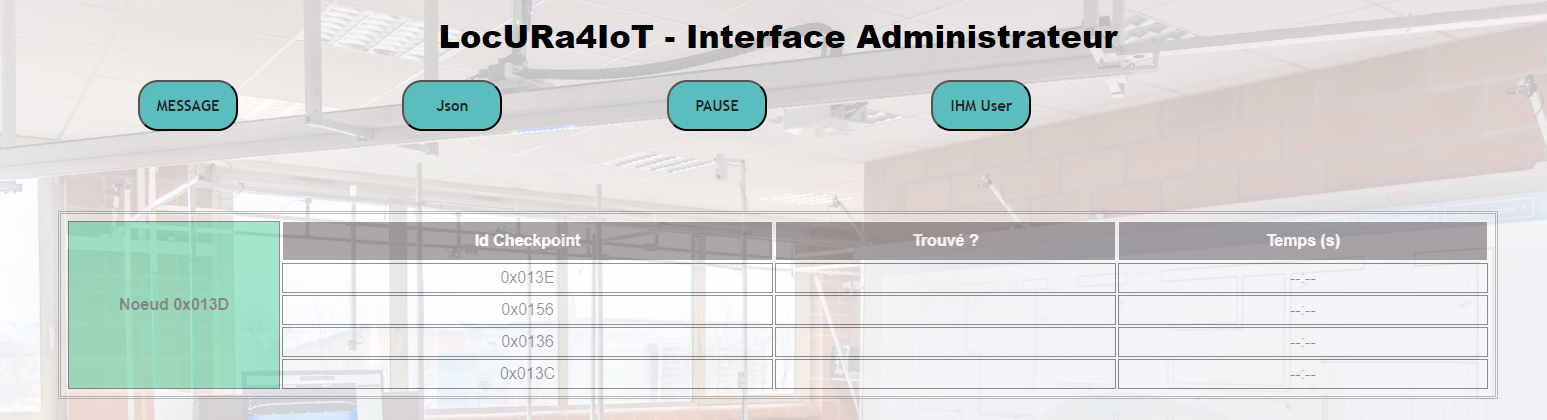 LocURa4IoT - Interface Administrateur
MESSAGE Json PAUSE IHM User
Noeud 0x013D
Id Checkpoint Trouvé ? Temps (s)
0x013E --:--
0x0156 --:--
0x0136 --:--
0x013C --:--